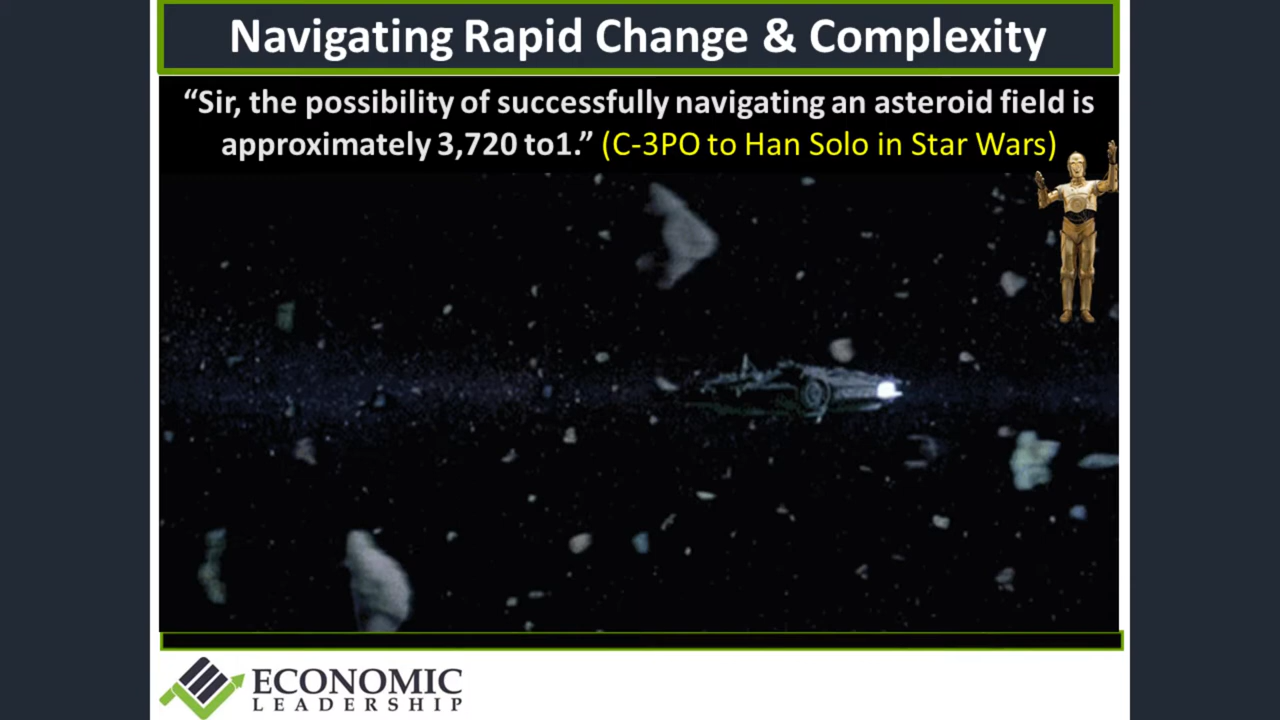 Navigating Rapid Change & Complexity
“Sir, the possibility of successfully navigating an asteroid field is
approximately 3,720 to1.” (C-3PO to Han Solo in Star Wars)
ECONOMIC
LEADERSHIP